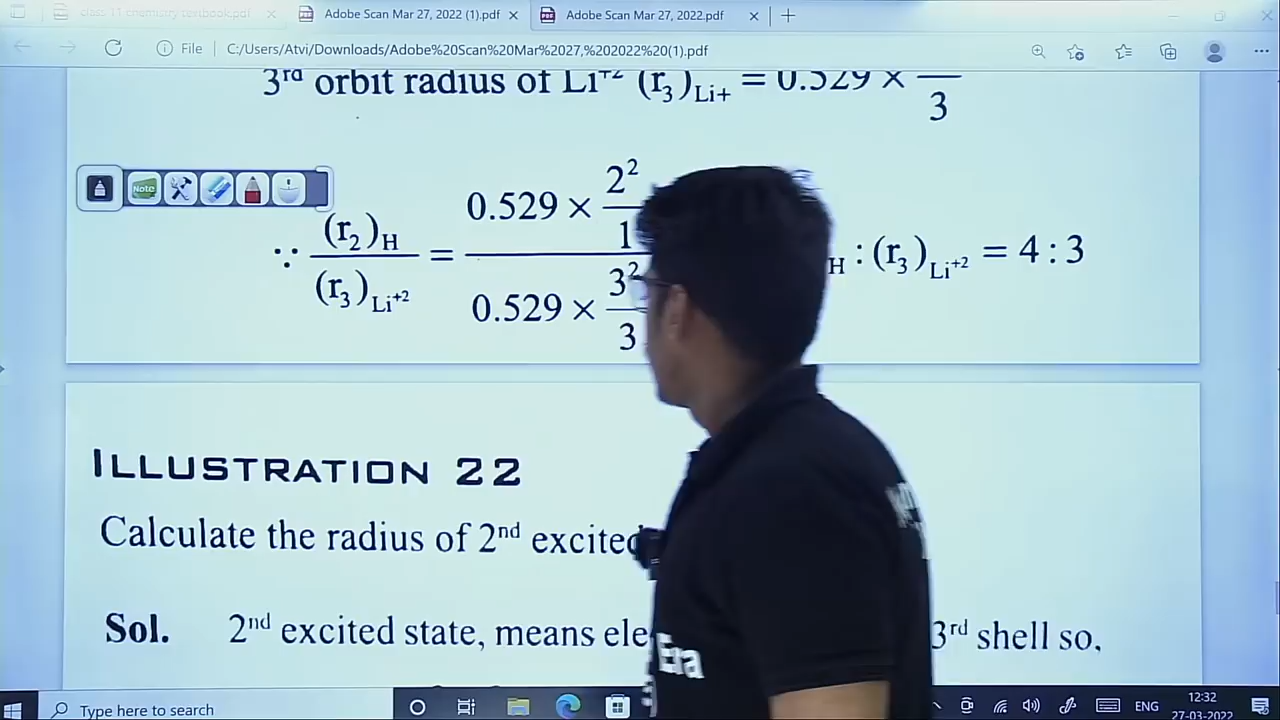 class 11 chemistry textbook.pdf
Adobe Scan Mar 27, 2022 (1).pdf
Adobe Scan Mar 27, 2022.pdf
File
C:/Users/Atvi/Downloads/Adobe%20Scan%20Mar%2027,%202022%20(1).pdf
3rd orbit radius of Li+2 (r3)Li+ = 0.529 × /3
Note
∵ (r2)H / (r3)Li+2 = 0.529 × 2²/1 / 0.529 × 3²/3
H : (r3)Li+2 = 4 : 3
ILLUSTRATION 22
Calculate the radius of 2nd excited
Sol. 2nd excited state, means 3rd shell so,
Era
Type here to search
ENG
12:32
27-03-2022